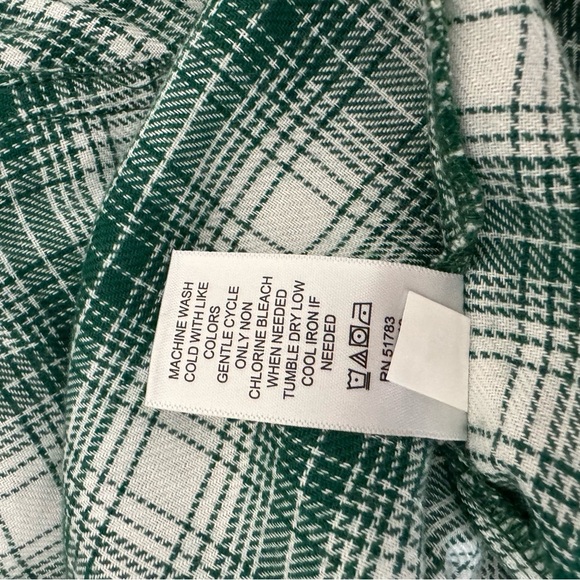 MACHINE WASH
COLD WITH LIKE
COLORS
GENTLE CYCLE
ONLY NON
CHLORINE BLEACH
WHEN NEEDED
TUMBLE DRY LOW
COOL IRON IF
NEEDED
RN 51783